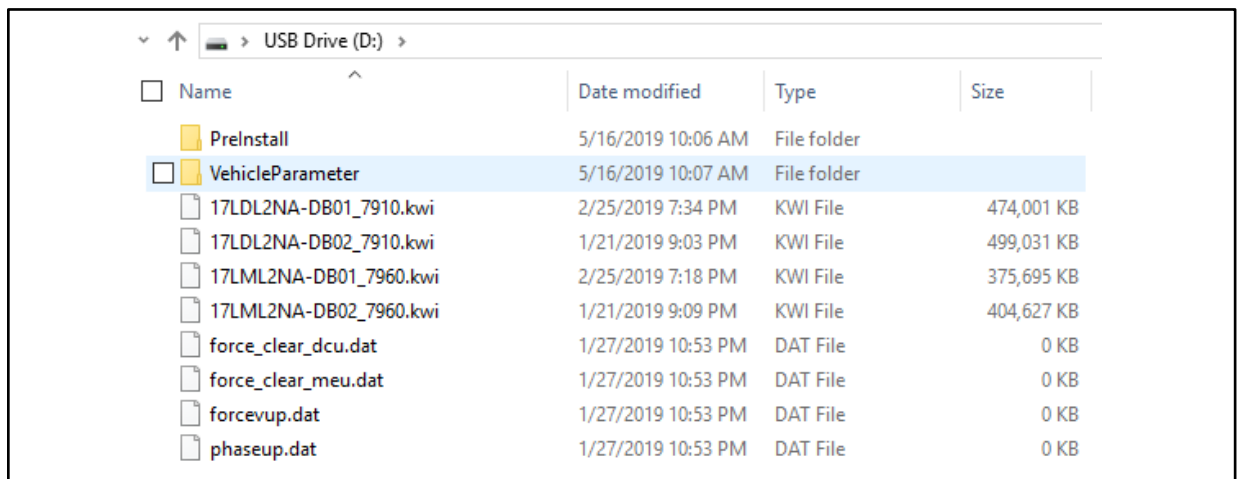 USB Drive (D:)
Name Date modified Type Size
PreInstall 5/16/2019 10:06 AM File folder
VehicleParameter 5/16/2019 10:07 AM File folder
17LDL2NA-DB01_7910.kwi 2/25/2019 7:34 PM KWI File 474,001 KB
17LDL2NA-DB02_7910.kwi 1/21/2019 9:03 PM KWI File 499,031 KB
17LML2NA-DB01_7960.kwi 2/25/2019 7:18 PM KWI File 375,695 KB
17LML2NA-DB02_7960.kwi 1/21/2019 9:09 PM KWI File 404,627 KB
force_clear_dcu.dat 1/27/2019 10:53 PM DAT File 0 KB
force_clear_meu.dat 1/27/2019 10:53 PM DAT File 0 KB
forcevup.dat 1/27/2019 10:53 PM DAT File 0 KB
phaseup.dat 1/27/2019 10:53 PM DAT File 0 KB